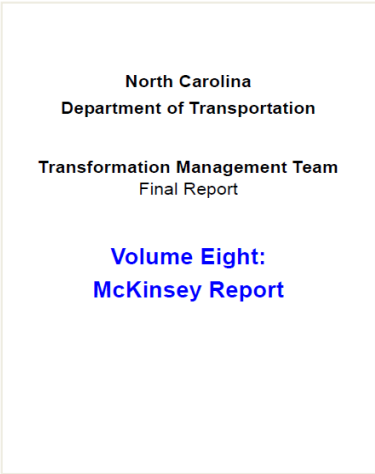 North Carolina
Department of Transportation
Transformation Management Team
Final Report
Volume Eight:
McKinsey Report